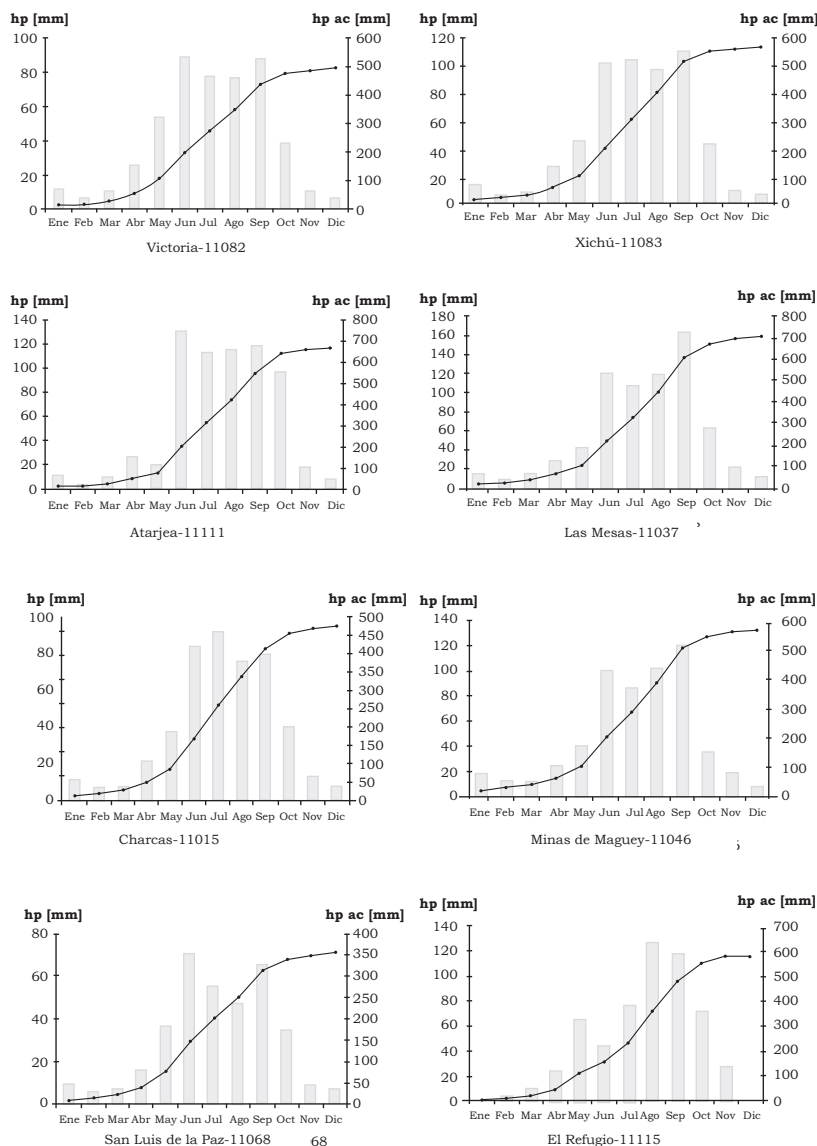 hp [mm] hp ac [mm]
100 600
80 500
60 400
40 300
20 200
0 100
0
Ene Feb Mar Abr May Jun Jul Ago Sep Oct Nov Dic
Victoria-11082
hp [mm] hp ac [mm]
120 600
100 500
80 400
60 300
40 200
20 100
0 0
Ene Feb Mar Abr May Jun Jul Ago Sep Oct Nov Dic
Xichú-11083
hp [mm] hp ac [mm]
140 800
120 700
100 600
80 500
60 400
40 300
20 200
0 100
0
Ene Feb Mar Abr May Jun Jul Ago Sep Oct Nov Dic
Atarjea-11111
hp [mm] hp ac [mm]
180 800
160 700
140 600
120 500
100 400
80 300
60 200
40 100
20 0
0
Ene Feb Mar Abr May Jun Jul Ago Sep Oct Nov Dic
Las Mesas-11037
hp [mm] hp ac [mm]
100 500
80 450
60 400
40 350
20 300
0 250
200
150
100
50
0
Ene Feb Mar Abr May Jun Jul Ago Sep Oct Nov Dic
Charcas-11015
hp [mm] hp ac [mm]
140 600
120 500
100 400
80 300
60 200
40 100
20 0
0
Ene Feb Mar Abr May Jun Jul Ago Sep Oct Nov Dic
Minas de Maguey-11046
hp [mm] hp ac [mm]
80 400
60 350
40 300
20 250
0 200
150
100
50
0
Ene Feb Mar Abr May Jun Jul Ago Sep Oct Nov Dic
San Luis de la Paz-11068 68
hp [mm] hp ac [mm]
140 700
120 600
100 500
80 400
60 300
40 200
20 100
0 0
Ene Feb Mar Abr May Jun Jul Ago Sep Oct Nov Dic
El Refugio-11115